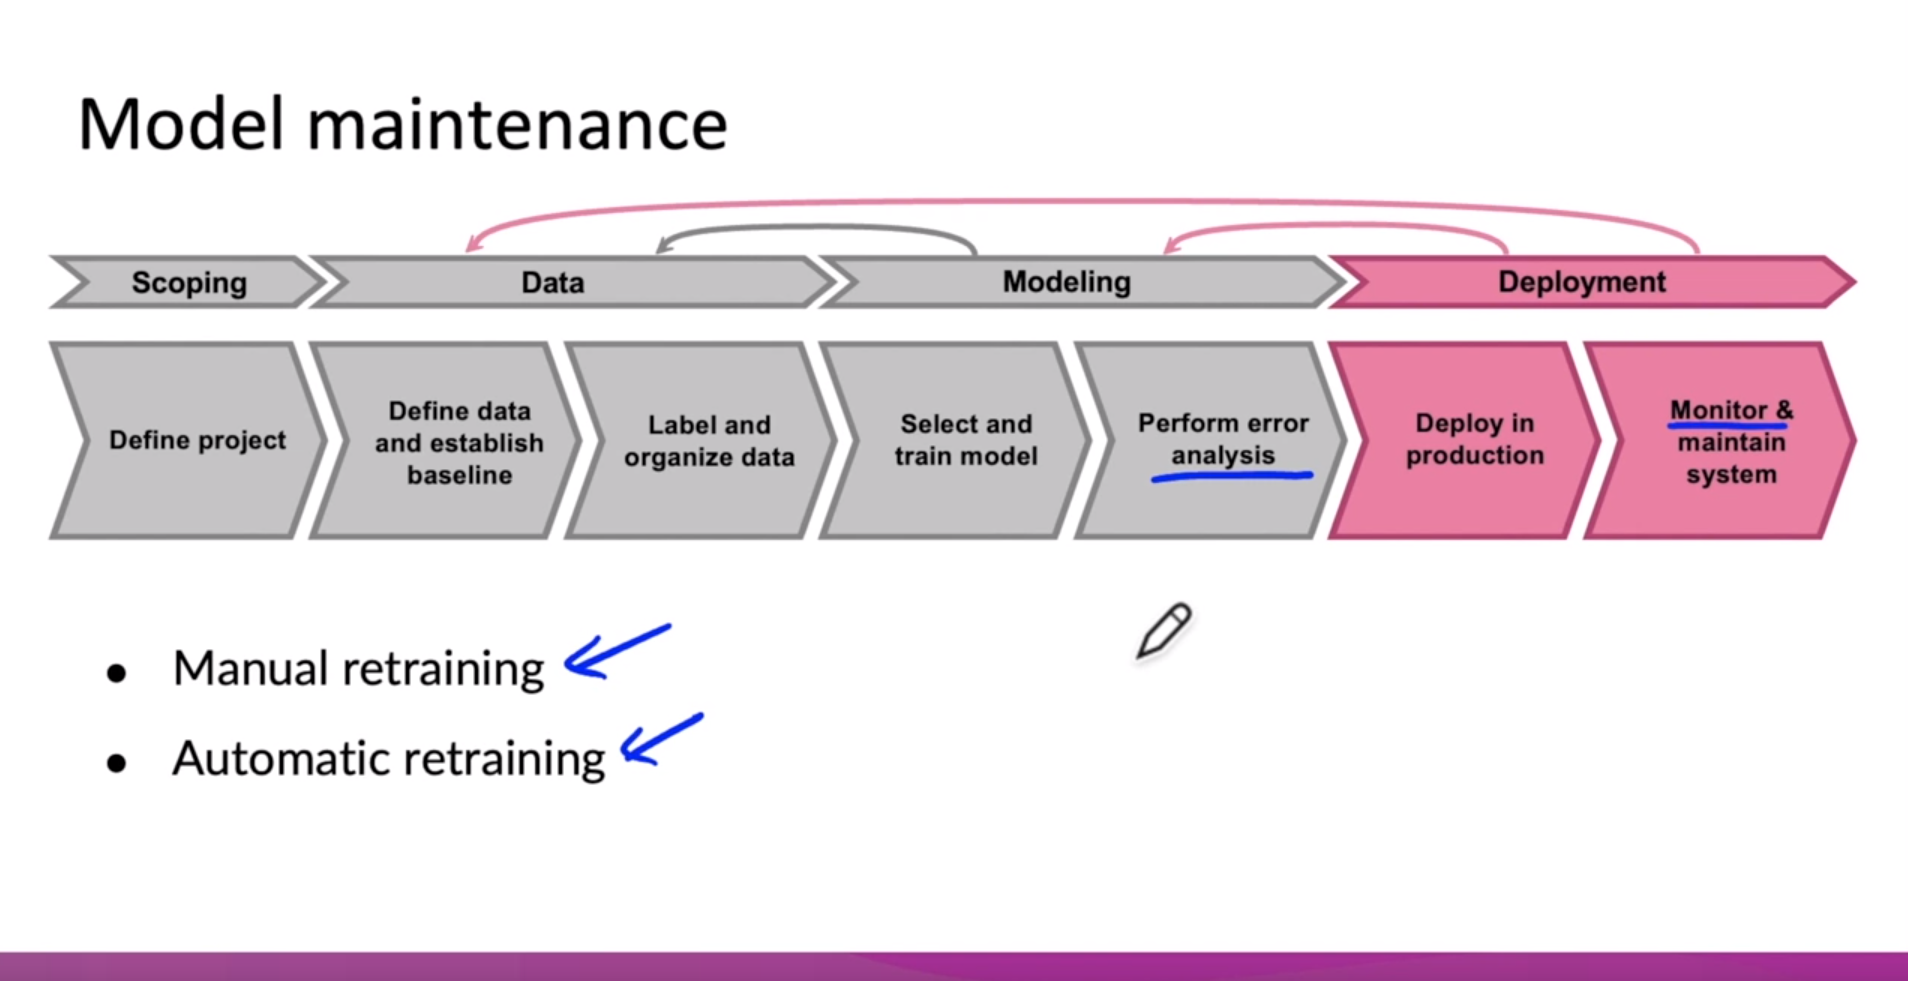 Model maintenance
Scoping
Data
Modeling
Deployment
Define project
Define data
and establish
baseline
Label and
organize data
Select and
train model
Perform error
analysis
Deploy in
production
Monitor &
maintain
system
• Manual retraining
• Automatic retraining